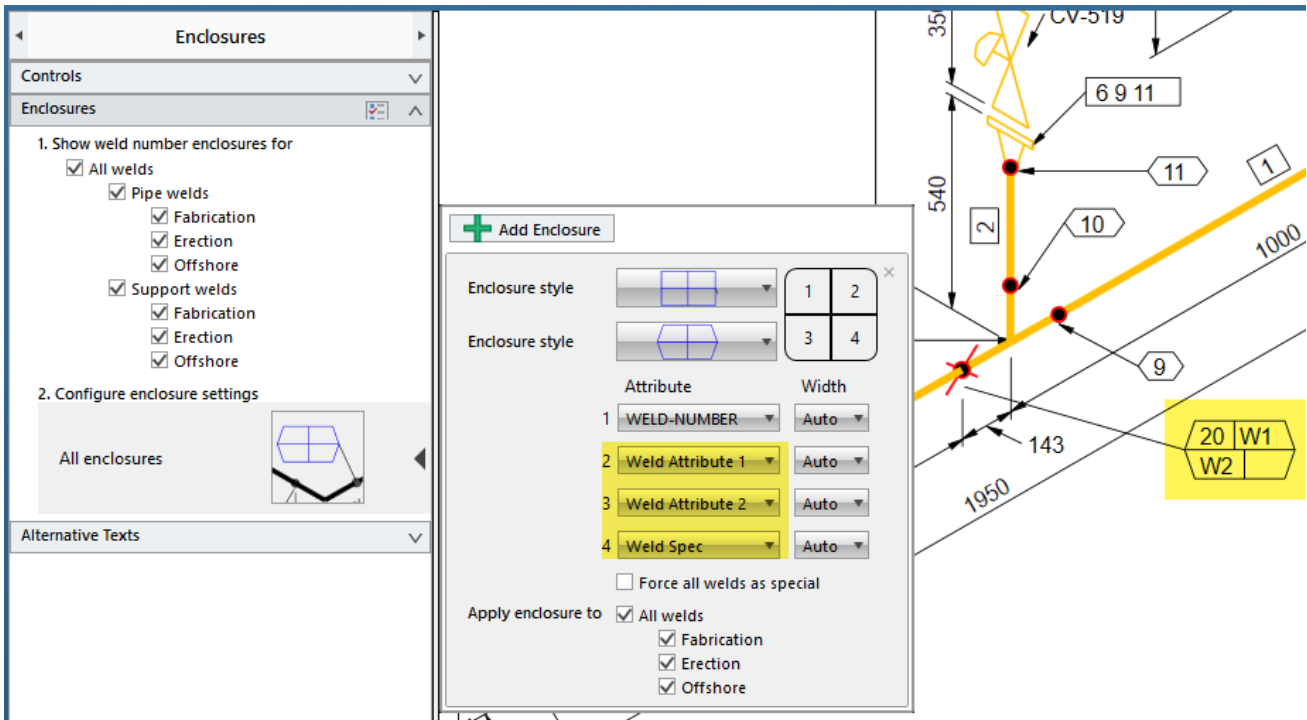 Enclosures
Controls
Enclosures
1. Show weld number enclosures for
All welds
Pipe welds
Fabrication
Erection
Offshore
Support welds
Fabrication
Erection
Offshore
2. Configure enclosure settings
All enclosures
Alternative Texts
Add Enclosure
Enclosure style
1 2
Enclosure style
3 4
Attribute Width
1 WELD-NUMBER Auto
2 Weld Attribute 1 Auto
3 Weld Attribute 2 Auto
4 Weld Spec Auto
Force all welds as special
Apply enclosure to All welds
Fabrication
Erection
Offshore
CV-519
6 9 11
540
11
1
2
10
1000
9
143
20 W1
W2
1950